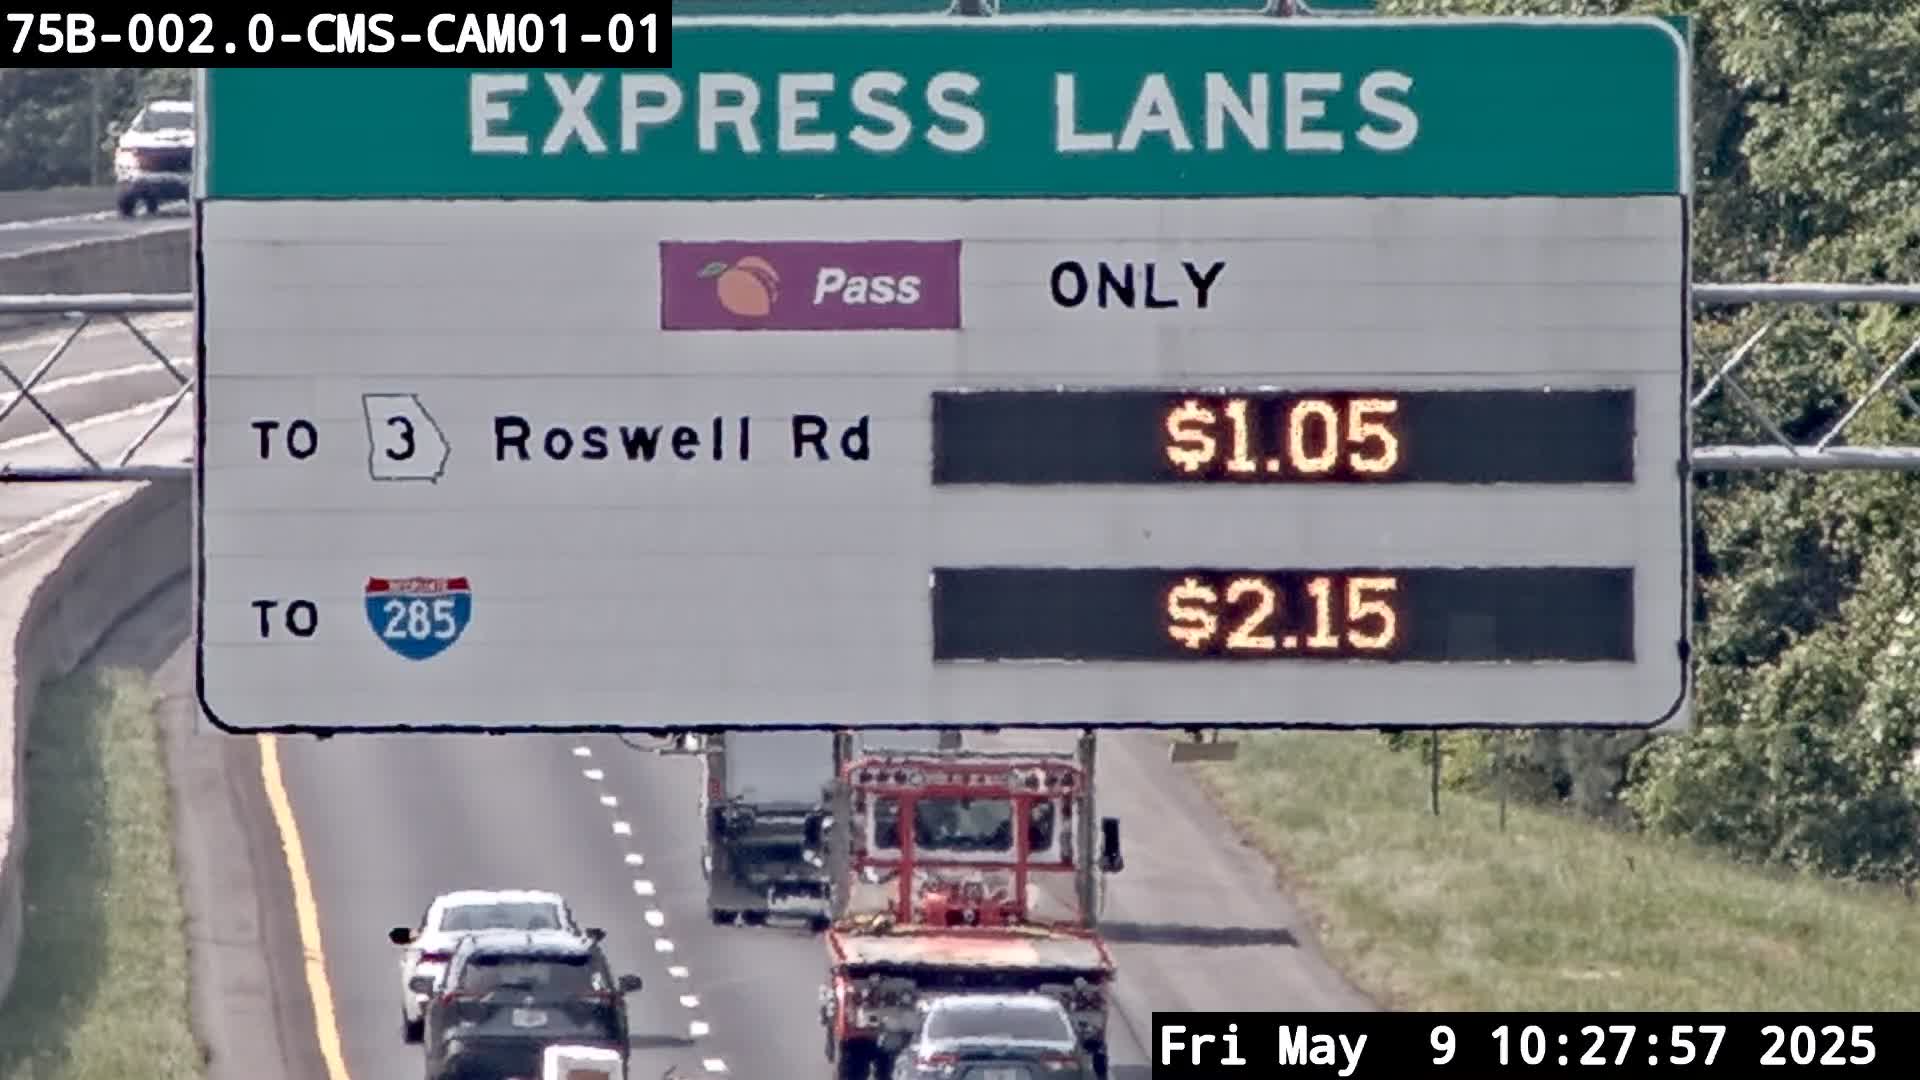 75B-002.0-CMS-CAM01-01
EXPRESS LANES
Pass ONLY
TO 3 Roswell Rd $1.05
TO INTERSTATE 285 $2.15
Fri May 9 10:27:57 2025